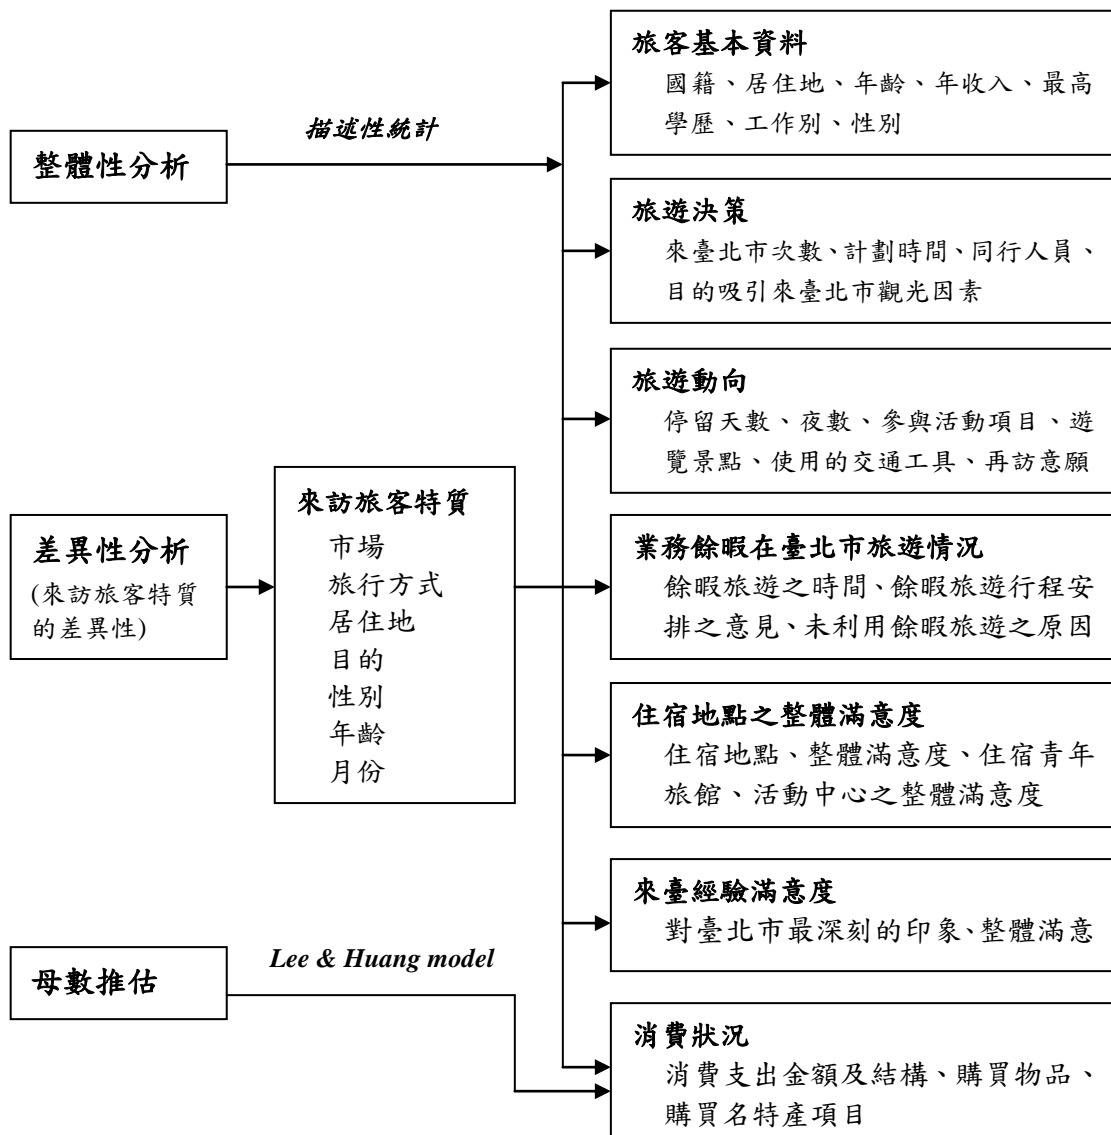 整體性分析
描述性統計
差異性分析
(來訪旅客特質
的差異性)
來訪旅客特質
市場
旅行方式
居住地
目的
性別
年齡
月份
母數推估
Lee & Huang model
旅客基本資料
國籍、居住地、年齡、年收入、最高
學歷、工作別、性別
旅遊決策
來臺北市次數、計劃時間、同行人員、
目的吸引來臺北市觀光因素
旅遊動向
停留天數、夜數、參與活動項目、遊
覽景點、使用的交通工具、再訪意願
業務餘暇在臺北市旅遊情況
餘暇旅遊之時間、餘暇旅遊行程安
排之意見、未利用餘暇旅遊之原因
住宿地點之整體滿意度
住宿地點、整體滿意度、住宿青年
旅館、活動中心之整體滿意度
來臺經驗滿意度
對臺北市最深刻的印象、整體滿意
消費狀況
消費支出金額及結構、購買物品、
購買名特產項目